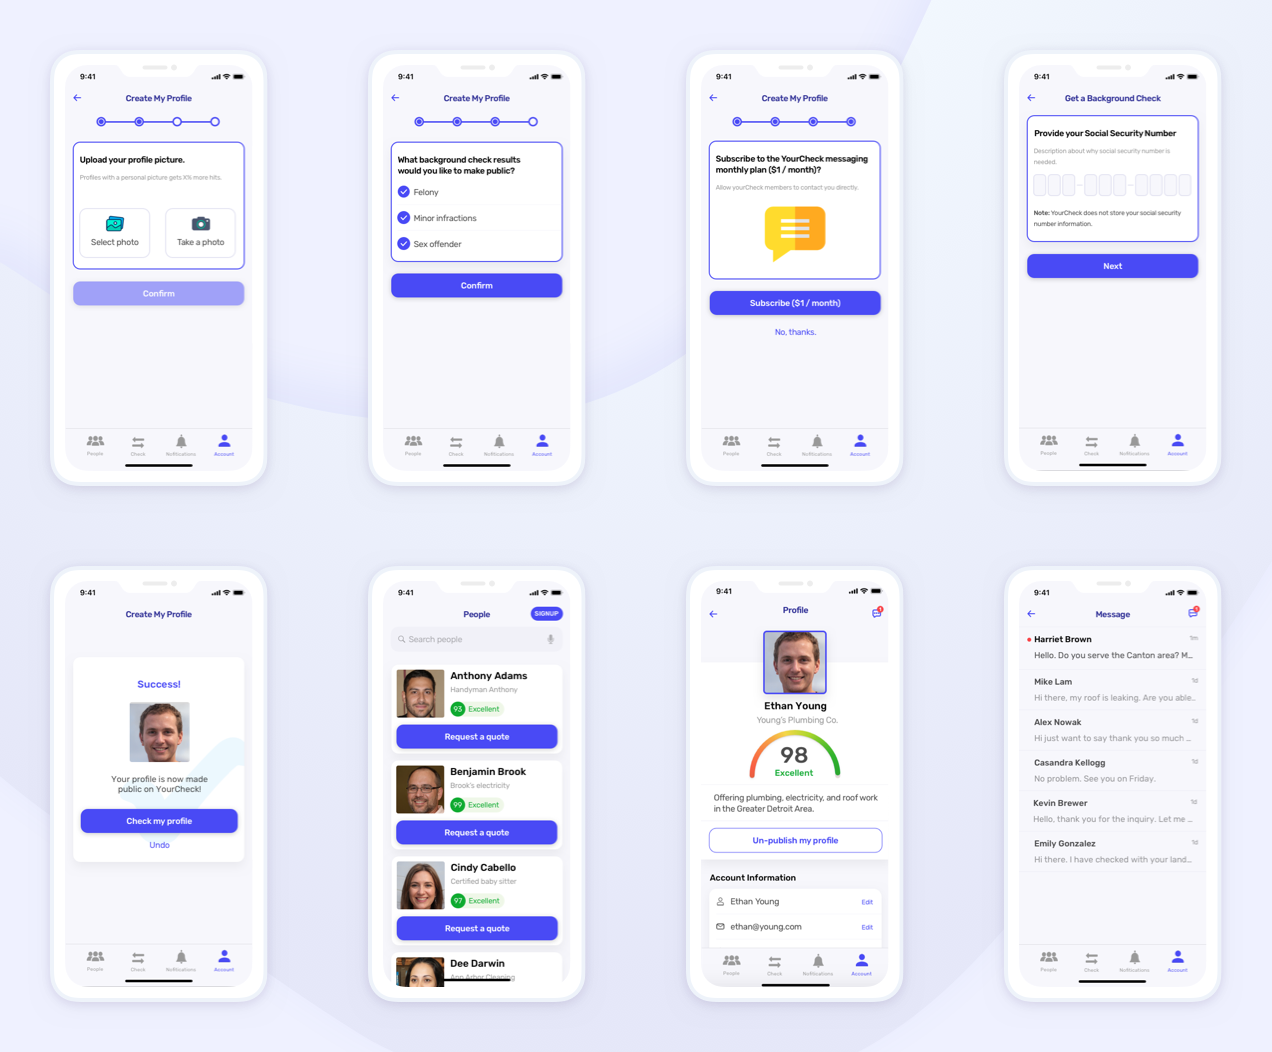 9:41
Create My Profile
Upload your profile picture.
Profiles with a personal picture gets X% more hits.
Select photo
Take a photo
Confirm
People
Check
Notitications
Account
9:41
Create My Profile
What background check results
would you like to make public?
Felony
Minor infractions
Sex offender
Confirm
People
Check
Notitications
Account
9:41
Create My Profile
Subscribe to the YourCheck messaging
monthly plan ($1 / month)?
Allow yourCheck members to contact you directly.
Subscribe ($1 / month)
No, thanks.
People
Check
Notitications
Account
9:41
Get a Background Check
Provide your Social Security Number
Description about why social security number is
needed.
Note: YourCheck does not store your social security
number information.
Next
People
Check
Notitications
Account
9:41
Create My Profile
Success!
Your profile is now made
public on YourCheck!
Check my profile
Undo
People
Check
Notitications
Account
9:41
People
SIGNUP
Search people
Anthony Adams
Handyman Anthony
93 Excellent
Request a quote
Benjamin Brook
Brook's electricity
99 Excellent
Request a quote
Cindy Cabello
Certified baby sitter
97 Excellent
Request a quote
Dee Darwin
Ann Arbor Cleaning
9:41
Profile
Ethan Young
Young's Plumbing Co.
98
Excellent
Offering plumbing, electricity, and roof work
in the Greater Detroit Area.
Un-publish my profile
Account Information
Ethan Young
Edit
ethan@young.com
Edit
People
Check
Notitications
Account
9:41
Message
Harriet Brown
1m
Hello. Do you serve the Canton area? M...
Mike Lam
1d
Hi there, my roof is leaking. Are you able..
Alex Nowak
1d
Hi just want to say thank you so much ...
Casandra Kellogg
1d
No problem. See you on Friday.
Kevin Brewer
1d
Hello, thank you for the inquiry. Let me ...
Emily Gonzalez
1d
Hi there, I have checked with your land...
People
Check
Notitications
Account